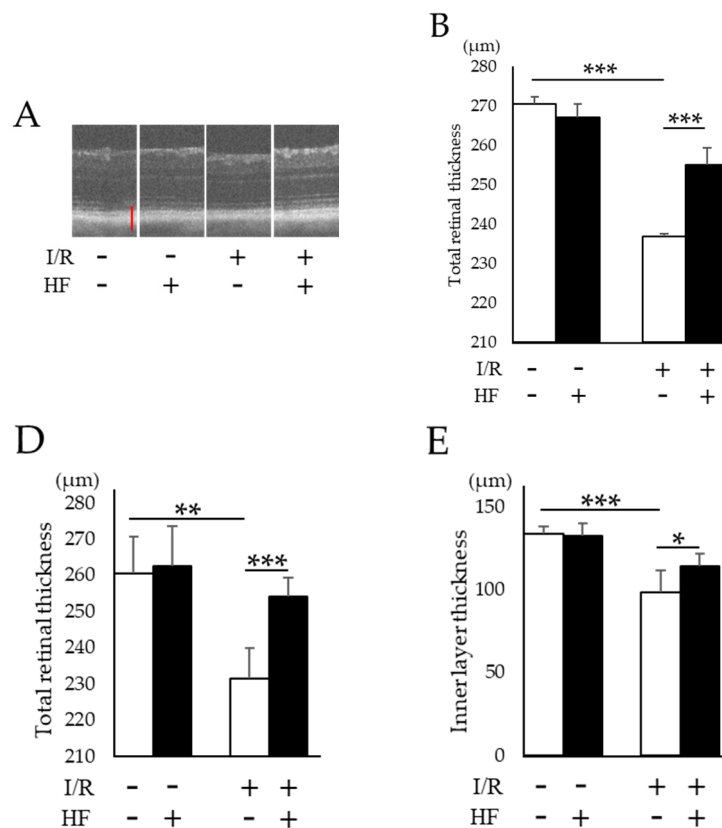 A
I/R - - + +
HF - + - +
B
(μm)
Total retinal thickness
280
270
260
250
240
230
220
210
***
***
I/R - - + +
HF - + - +
D
(μm)
Total retinal thickness
280
270
260
250
240
230
220
210
**
***
I/R - - + +
HF - + - +
E
(μm)
Inner layer thickness
150
100
50
0
***
*
I/R - - + +
HF - + - +